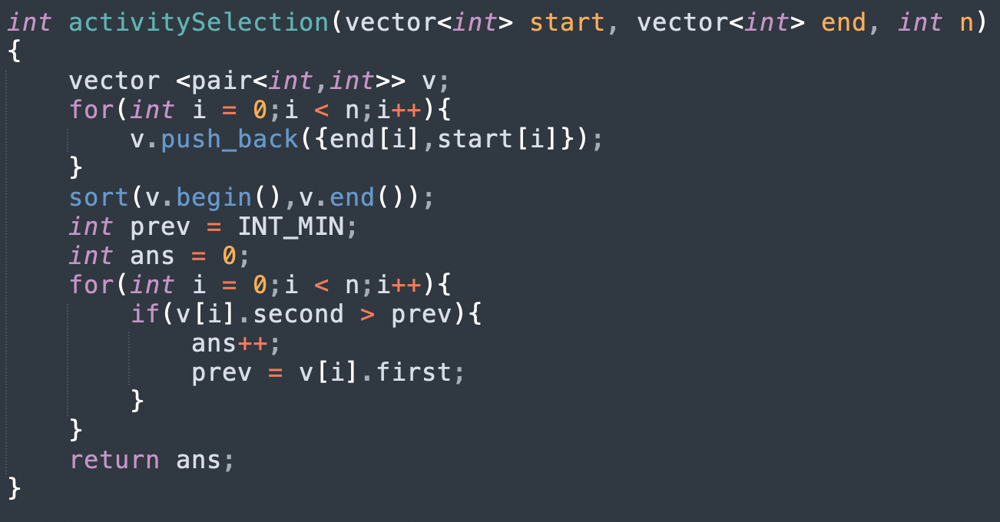 int activitySelection(vector<int> start, vector<int> end, int n)
{
    vector <pair<int,int>> v;
    for(int i = 0;i < n;i++){
        v.push_back({end[i],start[i]});
    }
    sort(v.begin(),v.end());
    int prev = INT_MIN;
    int ans = 0;
    for(int i = 0;i < n;i++){
        if(v[i].second > prev){
            ans++;
            prev = v[i].first;
        }
    }
    return ans;
}